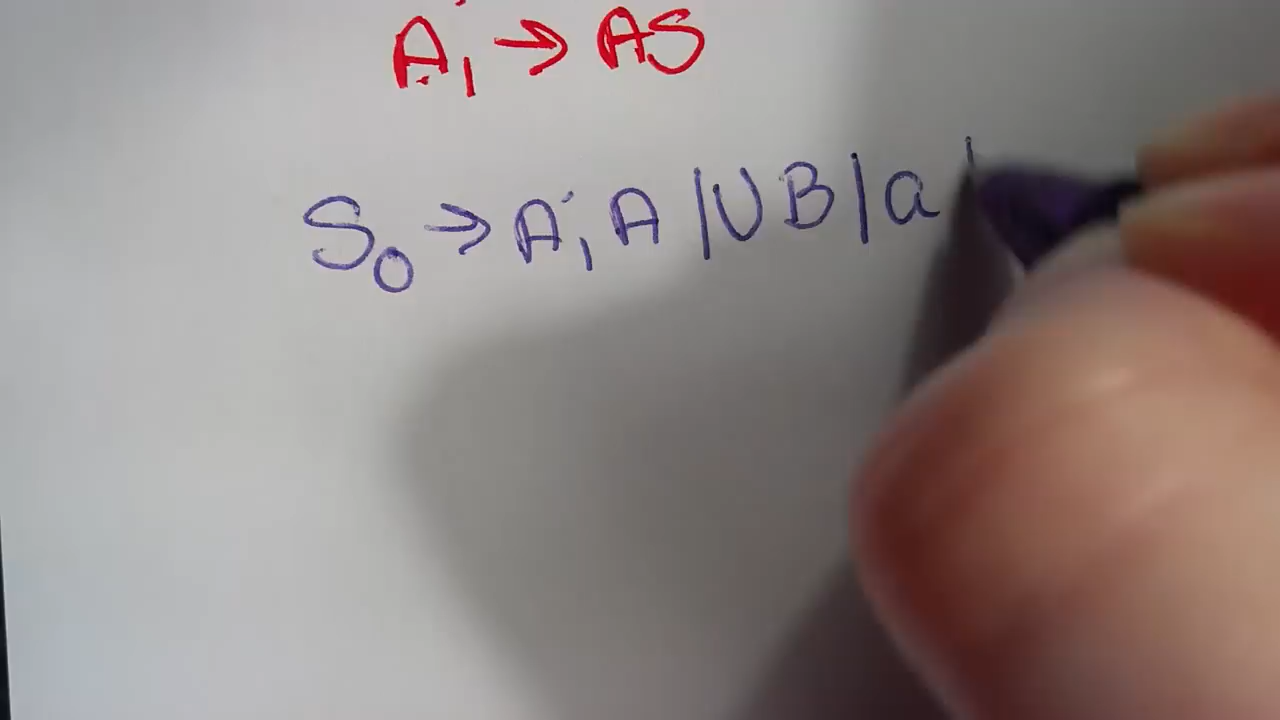 A₁ → AS
S₀ → A₁A | UB | a |